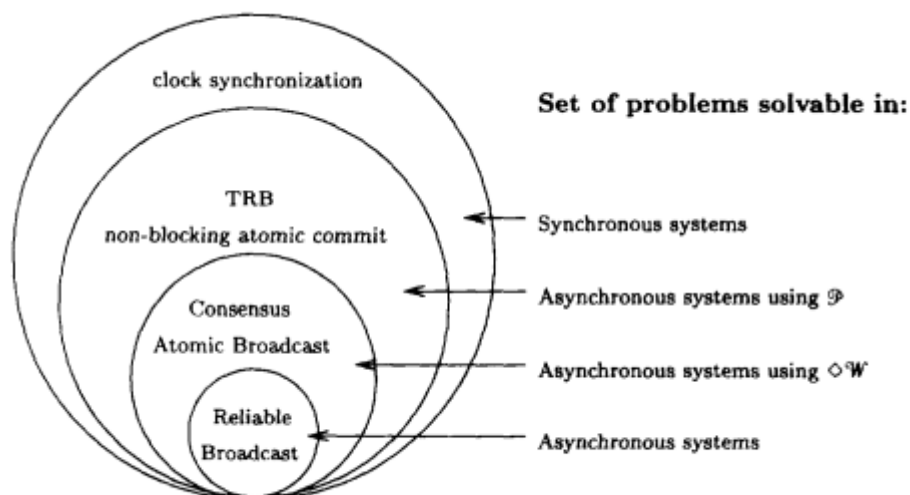 clock synchronization
Set of problems solvable in:
TRB
non-blocking atomic commit
Synchronous systems
Consensus
Asynchronous systems using 𝒫
Atomic Broadcast
Asynchronous systems using ◇𝒲
Reliable
Broadcast
Asynchronous systems